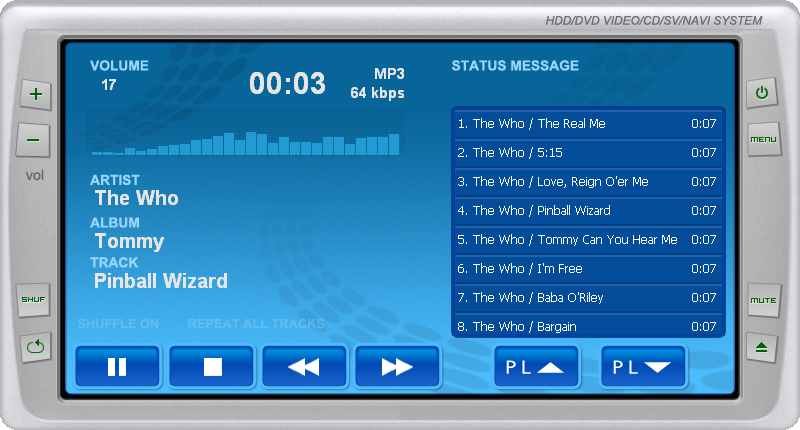 HDD/DVD VIDEO/CD/SV/NAVI SYSTEM
VOLUME
17
00:03
MP3
64 kbps
ARTIST
The Who
ALBUM
Tommy
TRACK
Pinball Wizard
SHUFFLE ON REPEAT ALL TRACKS
STATUS MESSAGE
1. The Who / The Real Me 0:07
2. The Who / 5:15 0:07
3. The Who / Love, Reign O'er Me 0:07
4. The Who / Pinball Wizard 0:07
5. The Who / Tommy Can You Hear Me 0:07
6. The Who / I'm Free 0:07
7. The Who / Baba O'Riley 0:07
8. The Who / Bargain 0:07
PL PL
+
−
vol
SHUF
MENU
MUTE